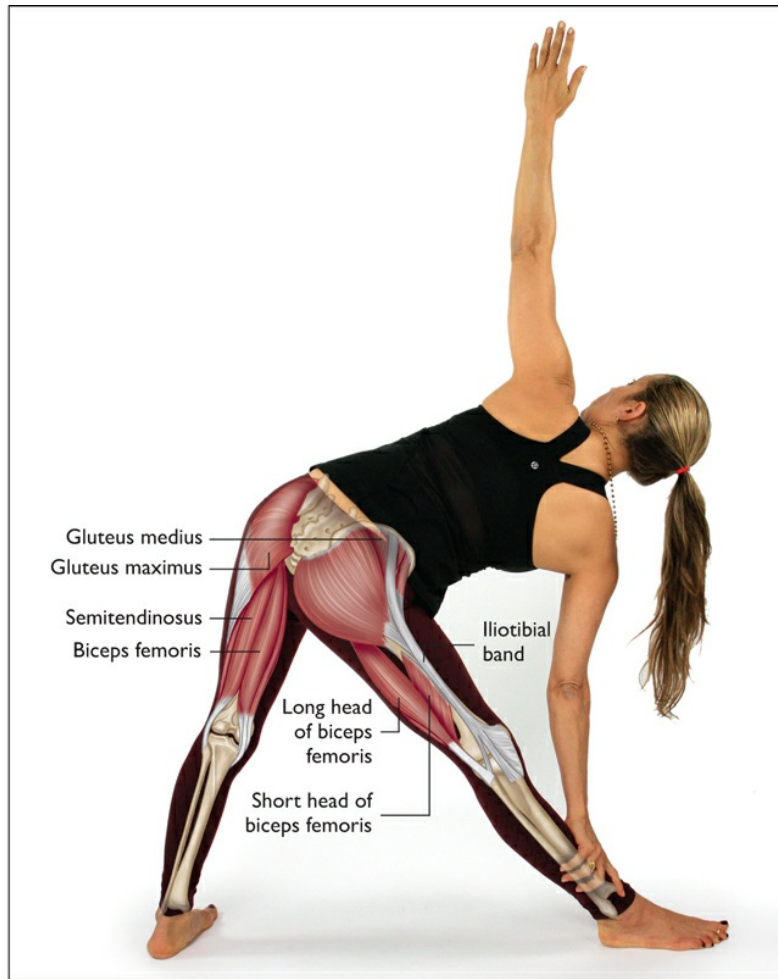 Gluteus medius
Gluteus maximus
Semitendinosus
Biceps femoris
Iliotibial
band
Long head
of biceps
femoris
Short head of
biceps femoris